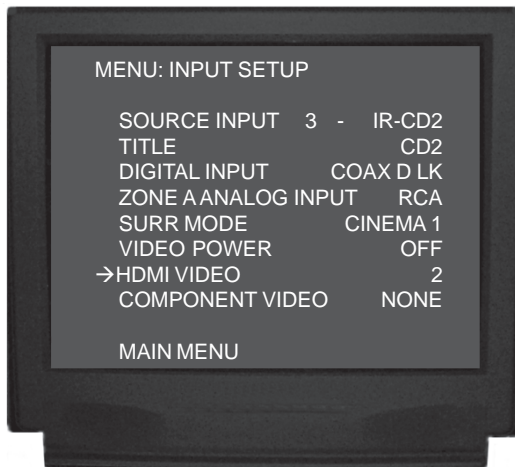 MENU: INPUT SETUP
SOURCE INPUT 3 - IR-CD2
TITLE CD2
DIGITAL INPUT COAX D LK
ZONE A ANALOG INPUT RCA
SURR MODE CINEMA 1
VIDEO POWER OFF
→HDMI VIDEO 2
COMPONENT VIDEO NONE
MAIN MENU